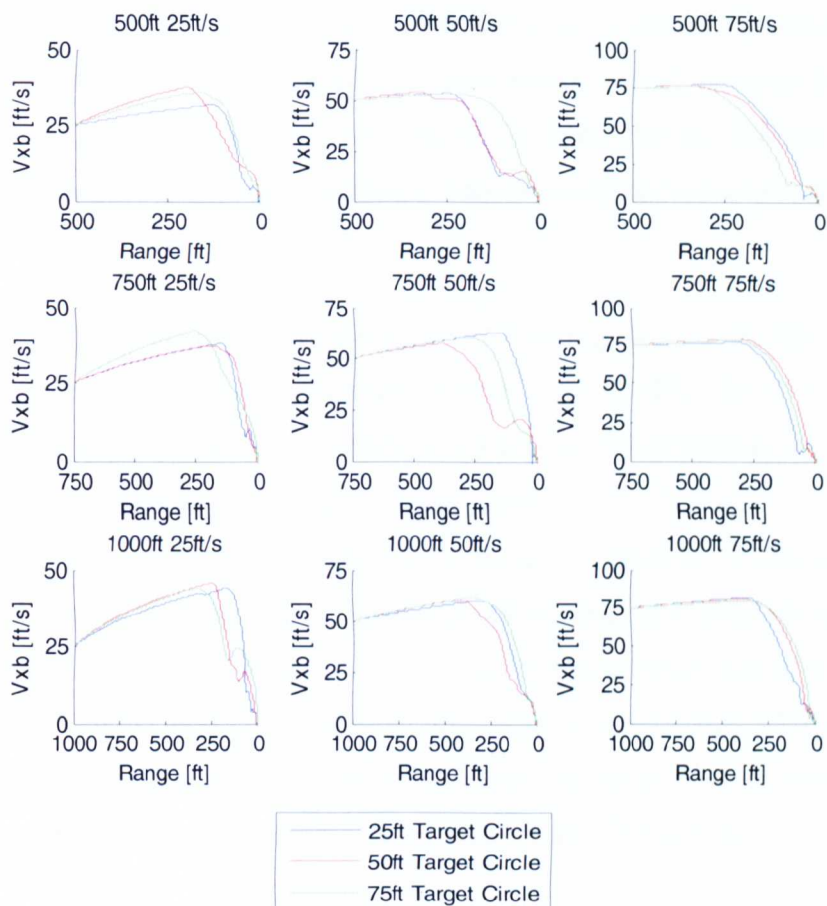 500ft 25ft/s
500ft 50ft/s
500ft 75ft/s
50
25
0
Vxb [ft/s]
500 250 0
Range [ft]
75
50
25
0
Vxb [ft/s]
500 250 0
Range [ft]
100
75
50
25
0
Vxb [ft/s]
500 250 0
Range [ft]
750ft 25ft/s
750ft 50ft/s
750ft 75ft/s
50
25
0
Vxb [ft/s]
750 500 250 0
Range [ft]
75
50
25
0
Vxb [ft/s]
750 500 250 0
Range [ft]
100
75
50
25
0
Vxb [ft/s]
750 500 250 0
Range [ft]
1000ft 25ft/s
1000ft 50ft/s
1000ft 75ft/s
50
25
0
Vxb [ft/s]
1000 750 500 250 0
Range [ft]
75
50
25
0
Vxb [ft/s]
1000 750 500 250 0
Range [ft]
100
75
50
25
0
Vxb [ft/s]
1000 750 500 250 0
Range [ft]
25ft Target Circle
50ft Target Circle
75ft Target Circle